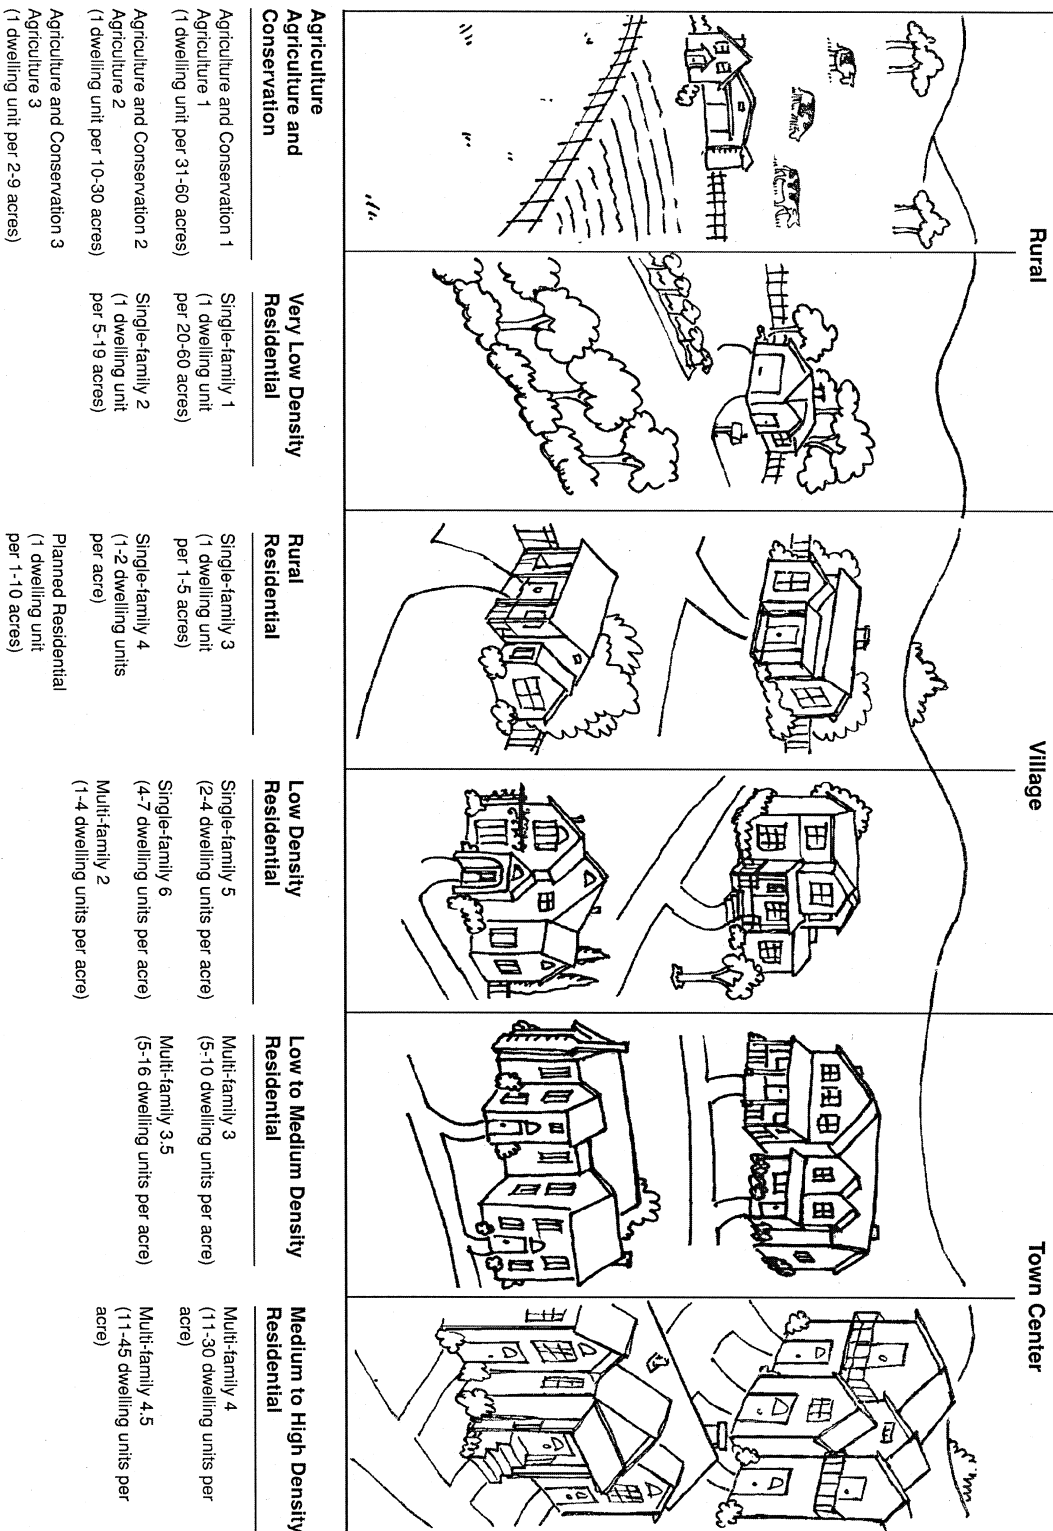 Rural
Village
Town Center
Agriculture
Agriculture and
Conservation
Agriculture and Conservation 1
Agriculture 1
(1 dwelling unit per 31-60 acres)
Agriculture and Conservation 2
Agriculture 2
(1 dwelling unit per 10-30 acres)
Agriculture and Conservation 3
Agriculture 3
(1 dwelling unit per 2-9 acres)
Very Low Density
Residential
Single-family 1
(1 dwelling unit
per 20-60 acres)
Single-family 2
(1 dwelling unit
per 5-19 acres)
Rural
Residential
Single-family 3
(1 dwelling unit
per 1-5 acres)
Single-family 4
(1-2 dwelling units
per acre)
Planned Residential
(1 dwelling unit
per 1-10 acres)
Low Density
Residential
Single-family 5
(2-4 dwelling units per acre)
Single-family 6
(4-7 dwelling units per acre)
Multi-family 2
(1-4 dwelling units per acre)
Low to Medium Density
Residential
Multi-family 3
(5-10 dwelling units per acre)
Multi-family 3.5
(5-16 dwelling units per acre)
Medium to High Density
Residential
Multi-family 4
(11-30 dwelling units per
acre)
Multi-family 4.5
(11-45 dwelling units per
acre)